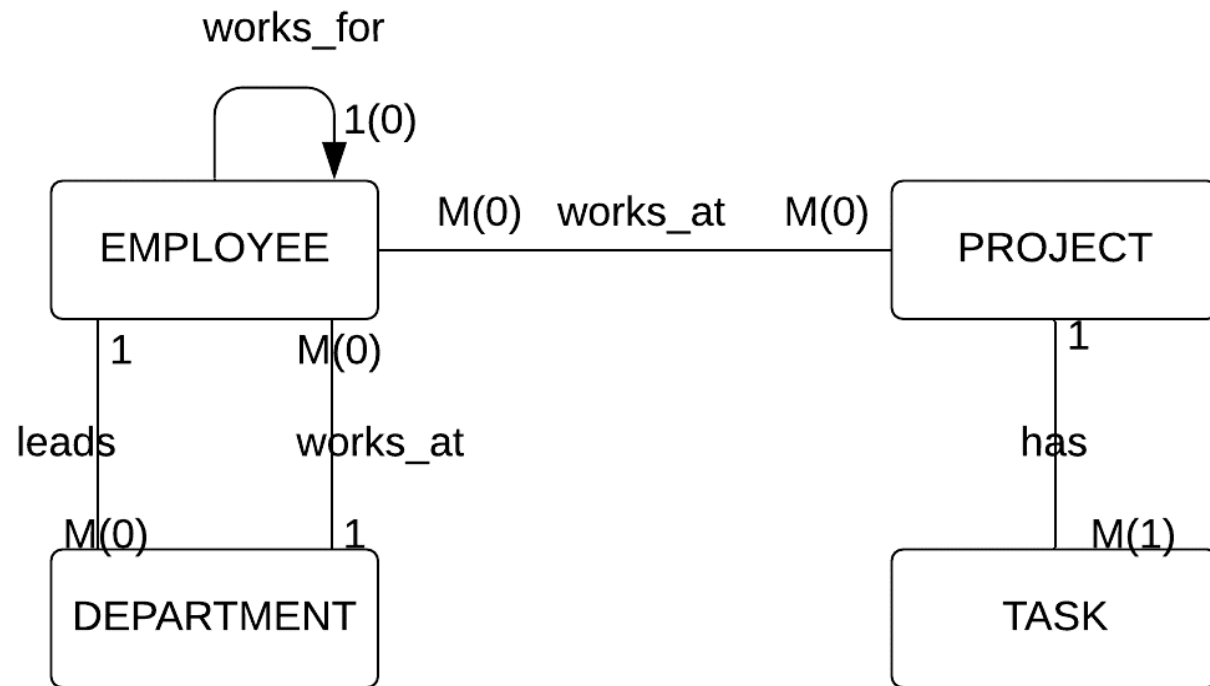 works_for
1(0)
M(0) works_at M(0)
EMPLOYEE
PROJECT
1
M(0)
1
leads
works_at
has
M(0)
1
M(1)
DEPARTMENT
TASK